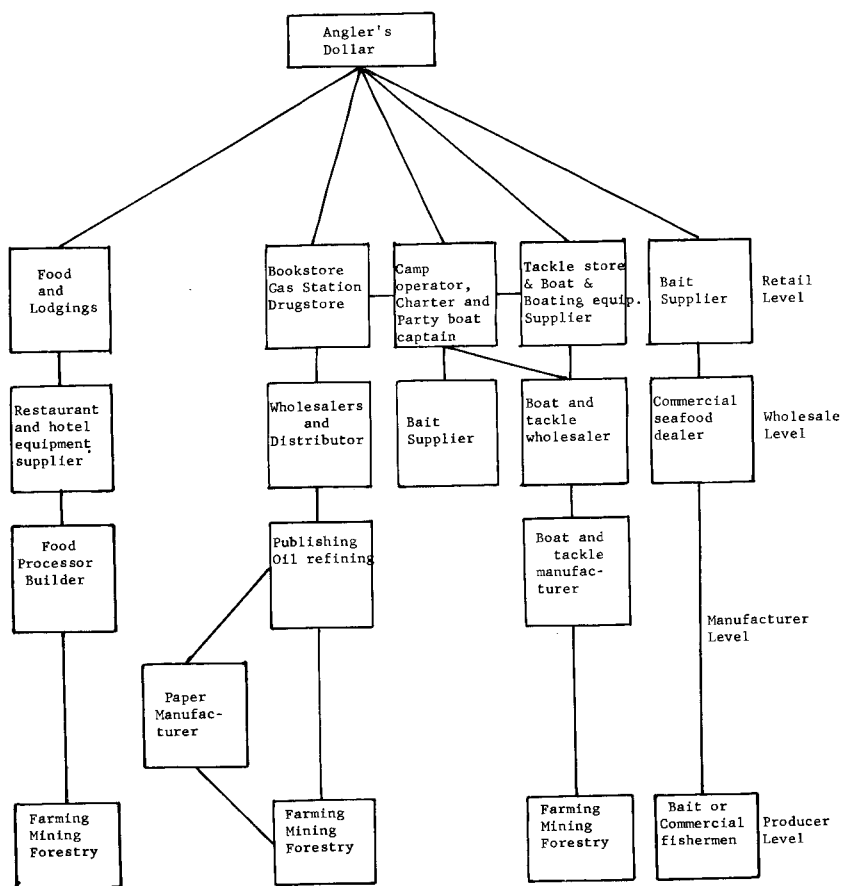 Angler's
Dollar
Food
and
Lodgings
Bookstore
Gas Station
Drugstore
Camp
operator,
Charter and
Party boat
captain
Tackle store
& Boat &
Boating equip.
Supplier
Bait
Supplier
Retail
Level
Restaurant
and hotel
equipment
supplier
Wholesalers
and
Distributor
Bait
Supplier
Boat and
tackle
wholesaler
Commercial
seafood
dealer
Wholesale
Level
Food
Processor
Builder
Publishing
Oil refining
Boat and
tackle
manufac-
turer
Manufacturer
Level
Paper
Manufac-
turer
Farming
Mining
Forestry
Farming
Mining
Forestry
Farming
Mining
Forestry
Bait or
Commercial
fishermen
Producer
Level